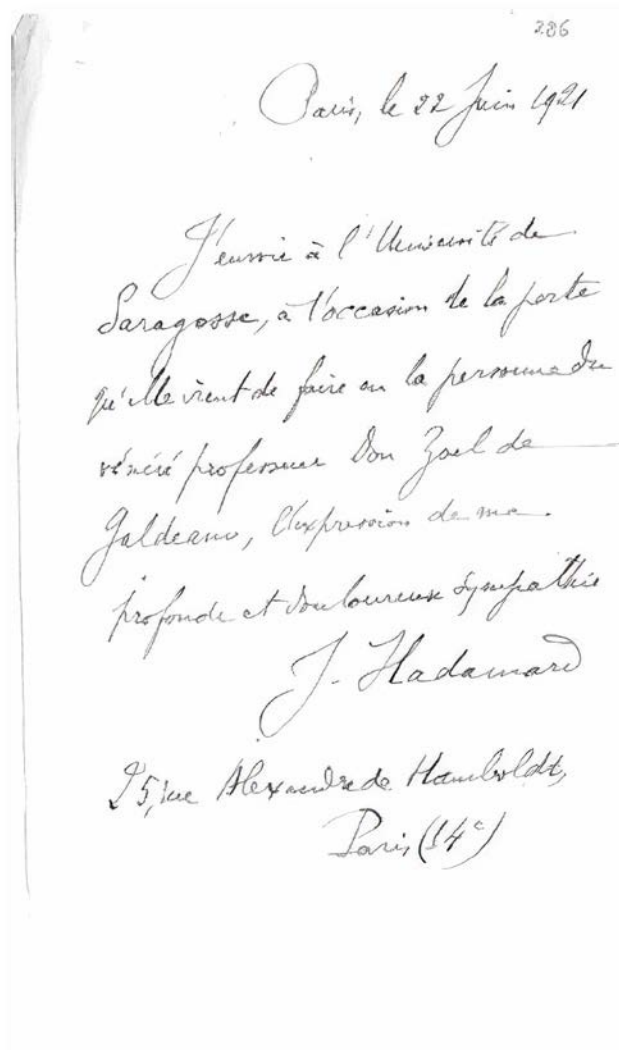 286
Paris, le 22 Juin 1921
J'envoie à l'Université de
Saragosse, à l'occasion de la perte
qu'elle vient de faire en la personne du
vénéré professeur Don Zoel de
Galdeano, l'expression de ma
profonde et douloureuse sympathie
J. Hadamard
25, rue Alexandre de Humboldt,
Paris (14e)